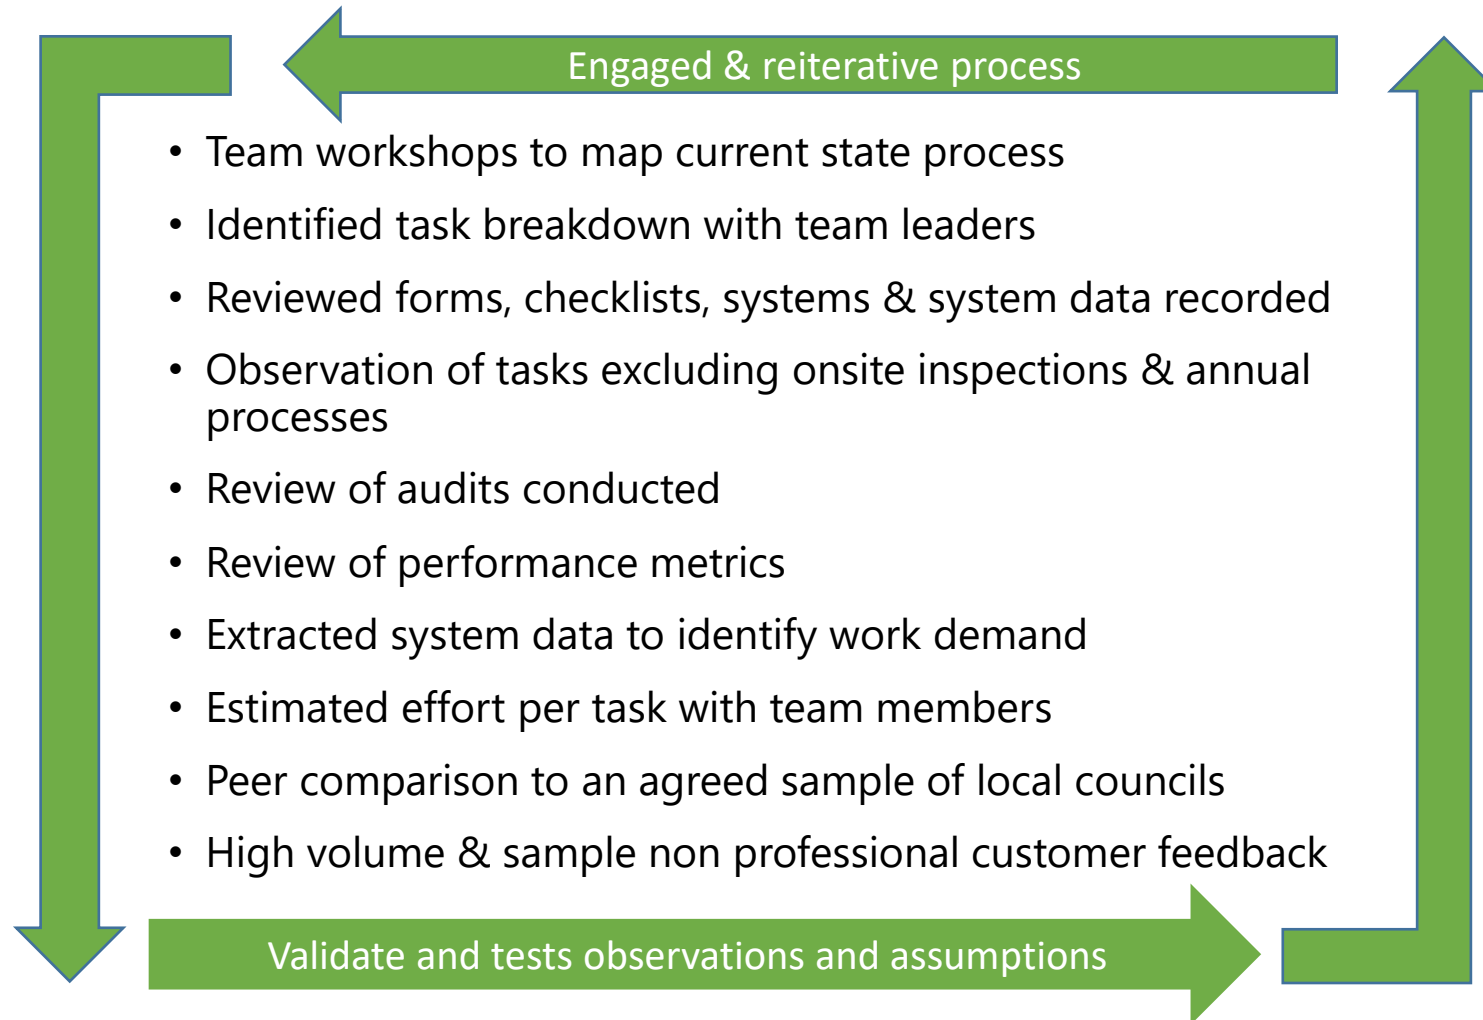 Engaged & reiterative process
• Team workshops to map current state process
• Identified task breakdown with team leaders
• Reviewed forms, checklists, systems & system data recorded
• Observation of tasks excluding onsite inspections & annual
processes
• Review of audits conducted
• Review of performance metrics
• Extracted system data to identify work demand
• Estimated effort per task with team members
• Peer comparison to an agreed sample of local councils
• High volume & sample non professional customer feedback
Validate and tests observations and assumptions